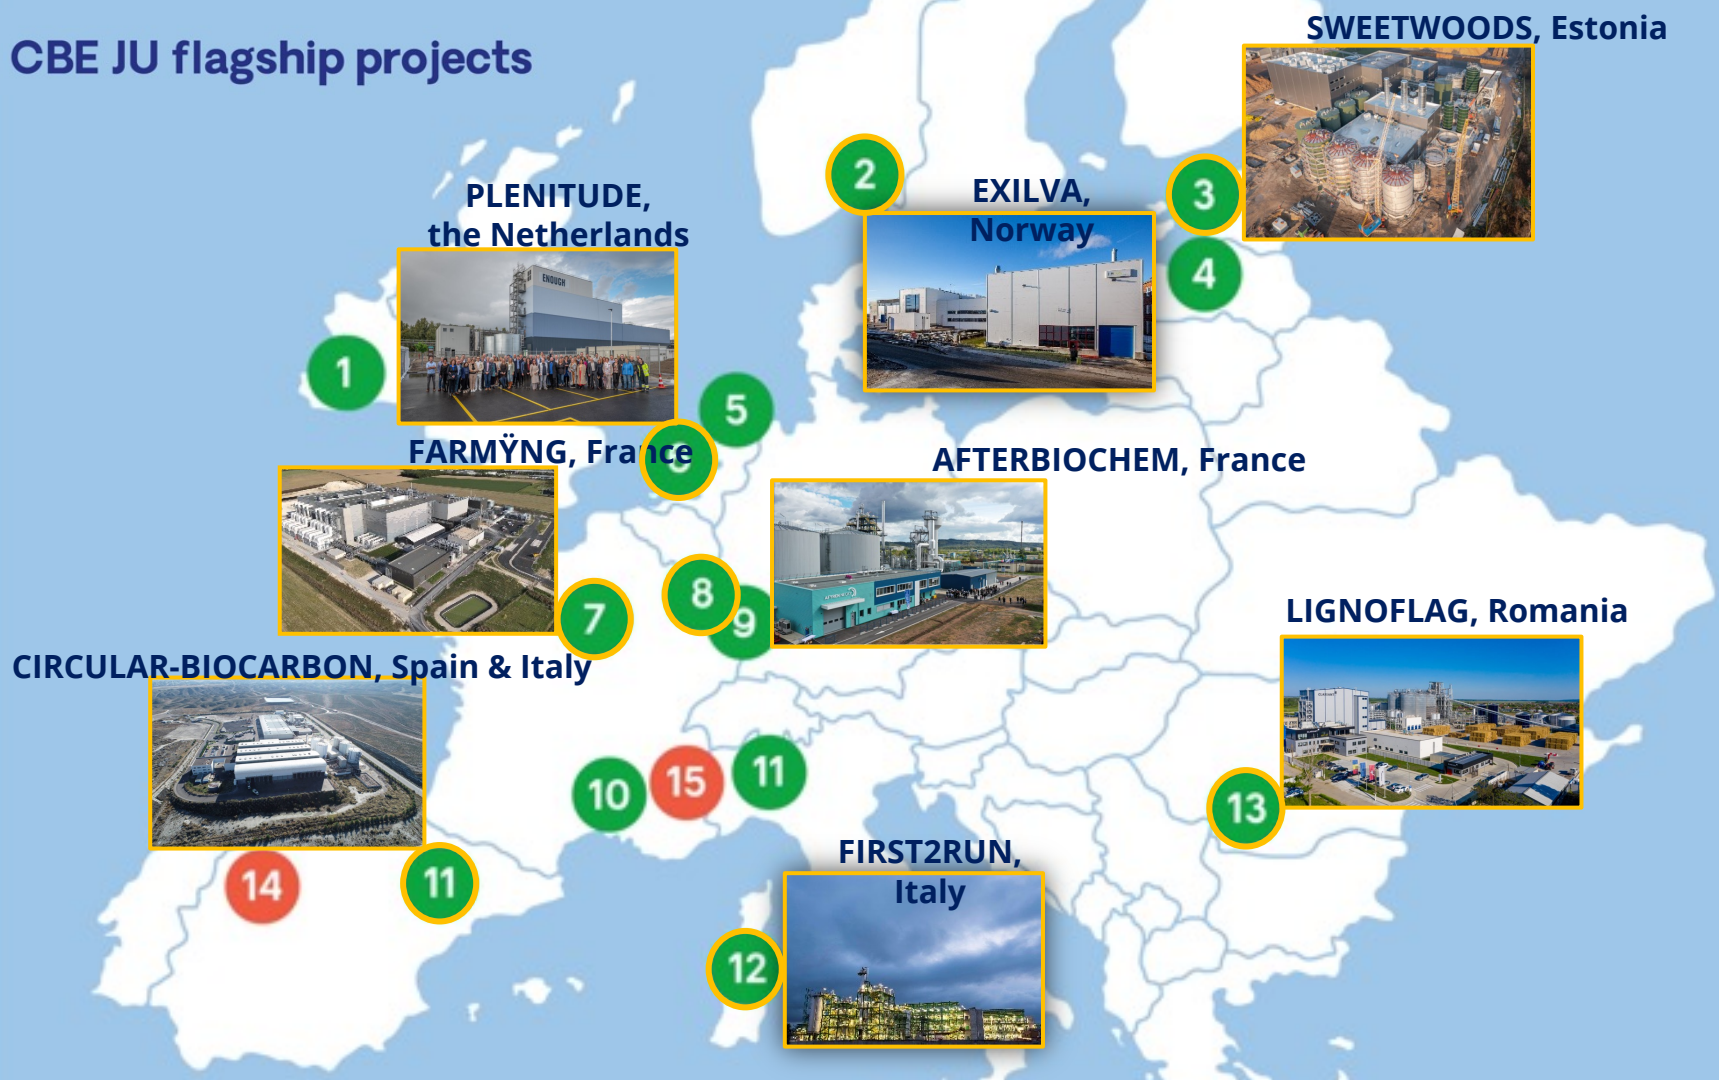 CBE JU flagship projects
SWEETWOODS, Estonia
2
3
PLENITUDE,
the Netherlands
EXILVA,
Norway
4
ENOUGH
1
5
FARMŸNG, France
6
AFTERBIOCHEM, France
7
8
9
LIGNOFLAG, Romania
CIRCULAR-BIOCARBON, Spain & Italy
10
15
11
13
FIRST2RUN,
Italy
14
11
12